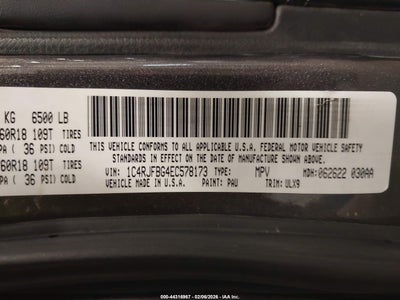 KG 6500 LB
60R18 109T TIRES
PA ( 36 PSI) COLD
60R18 109T TIRES
PA ( 36 PSI) COLD
THIS VEHICLE CONFORMS TO ALL APPLICABLE U.S.A. FEDERAL MOTOR VEHICLE SAFETY
STANDARDS IN EFFECT ON THE DATE OF MANUFACTURE SHOWN ABOVE.
VIN: 1C4RJFBG4EC578173 TYPE: MPV MDH: 062622 030AA
VEHICLE MADE IN U.S.A. PAINT: PAU TRIM: ULX9
000-44318967 - 02/06/2026 - IAA Inc.